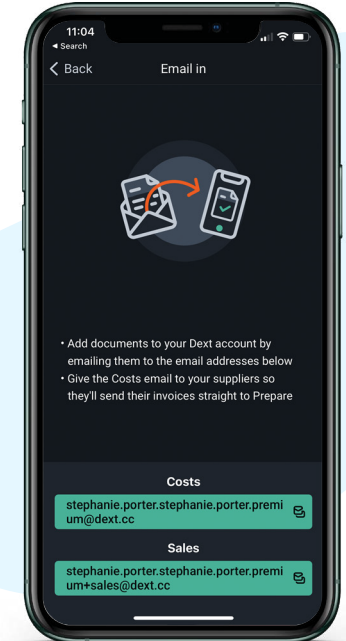 11:04
Search
Back
Email in
• Add documents to your Dext account by
emailing them to the email addresses below
• Give the Costs email to your suppliers so
they'll send their invoices straight to Prepare
Costs
stephanie.porter.stephanie.porter.premi
um@dext.cc
Sales
stephanie.porter.stephanie.porter.premi
um+sales@dext.cc